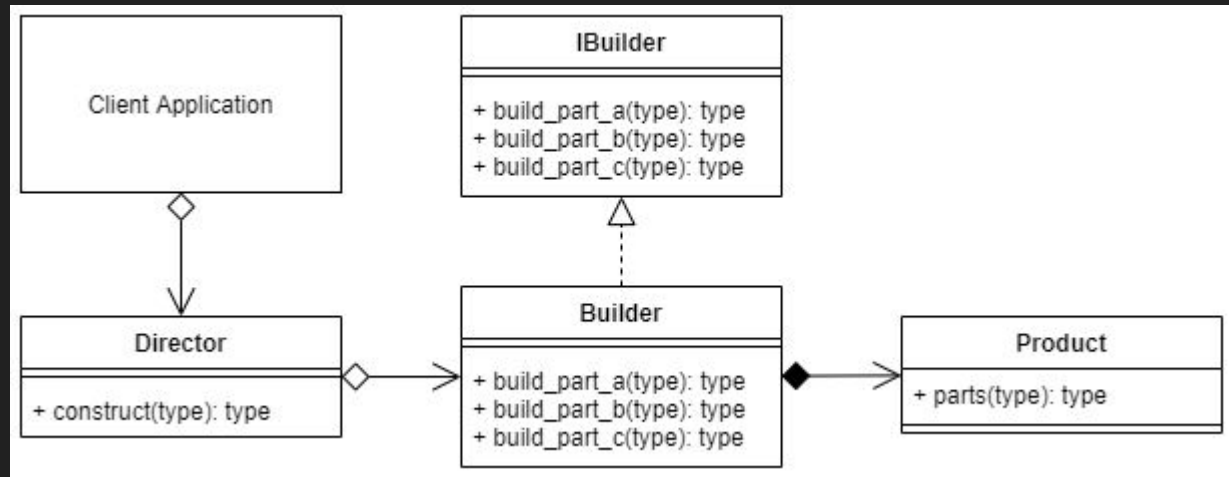 Client Application
IBuilder
+ build_part_a(type): type
+ build_part_b(type): type
+ build_part_c(type): type
Director
+ construct(type): type
Builder
+ build_part_a(type): type
+ build_part_b(type): type
+ build_part_c(type): type
Product
+ parts(type): type